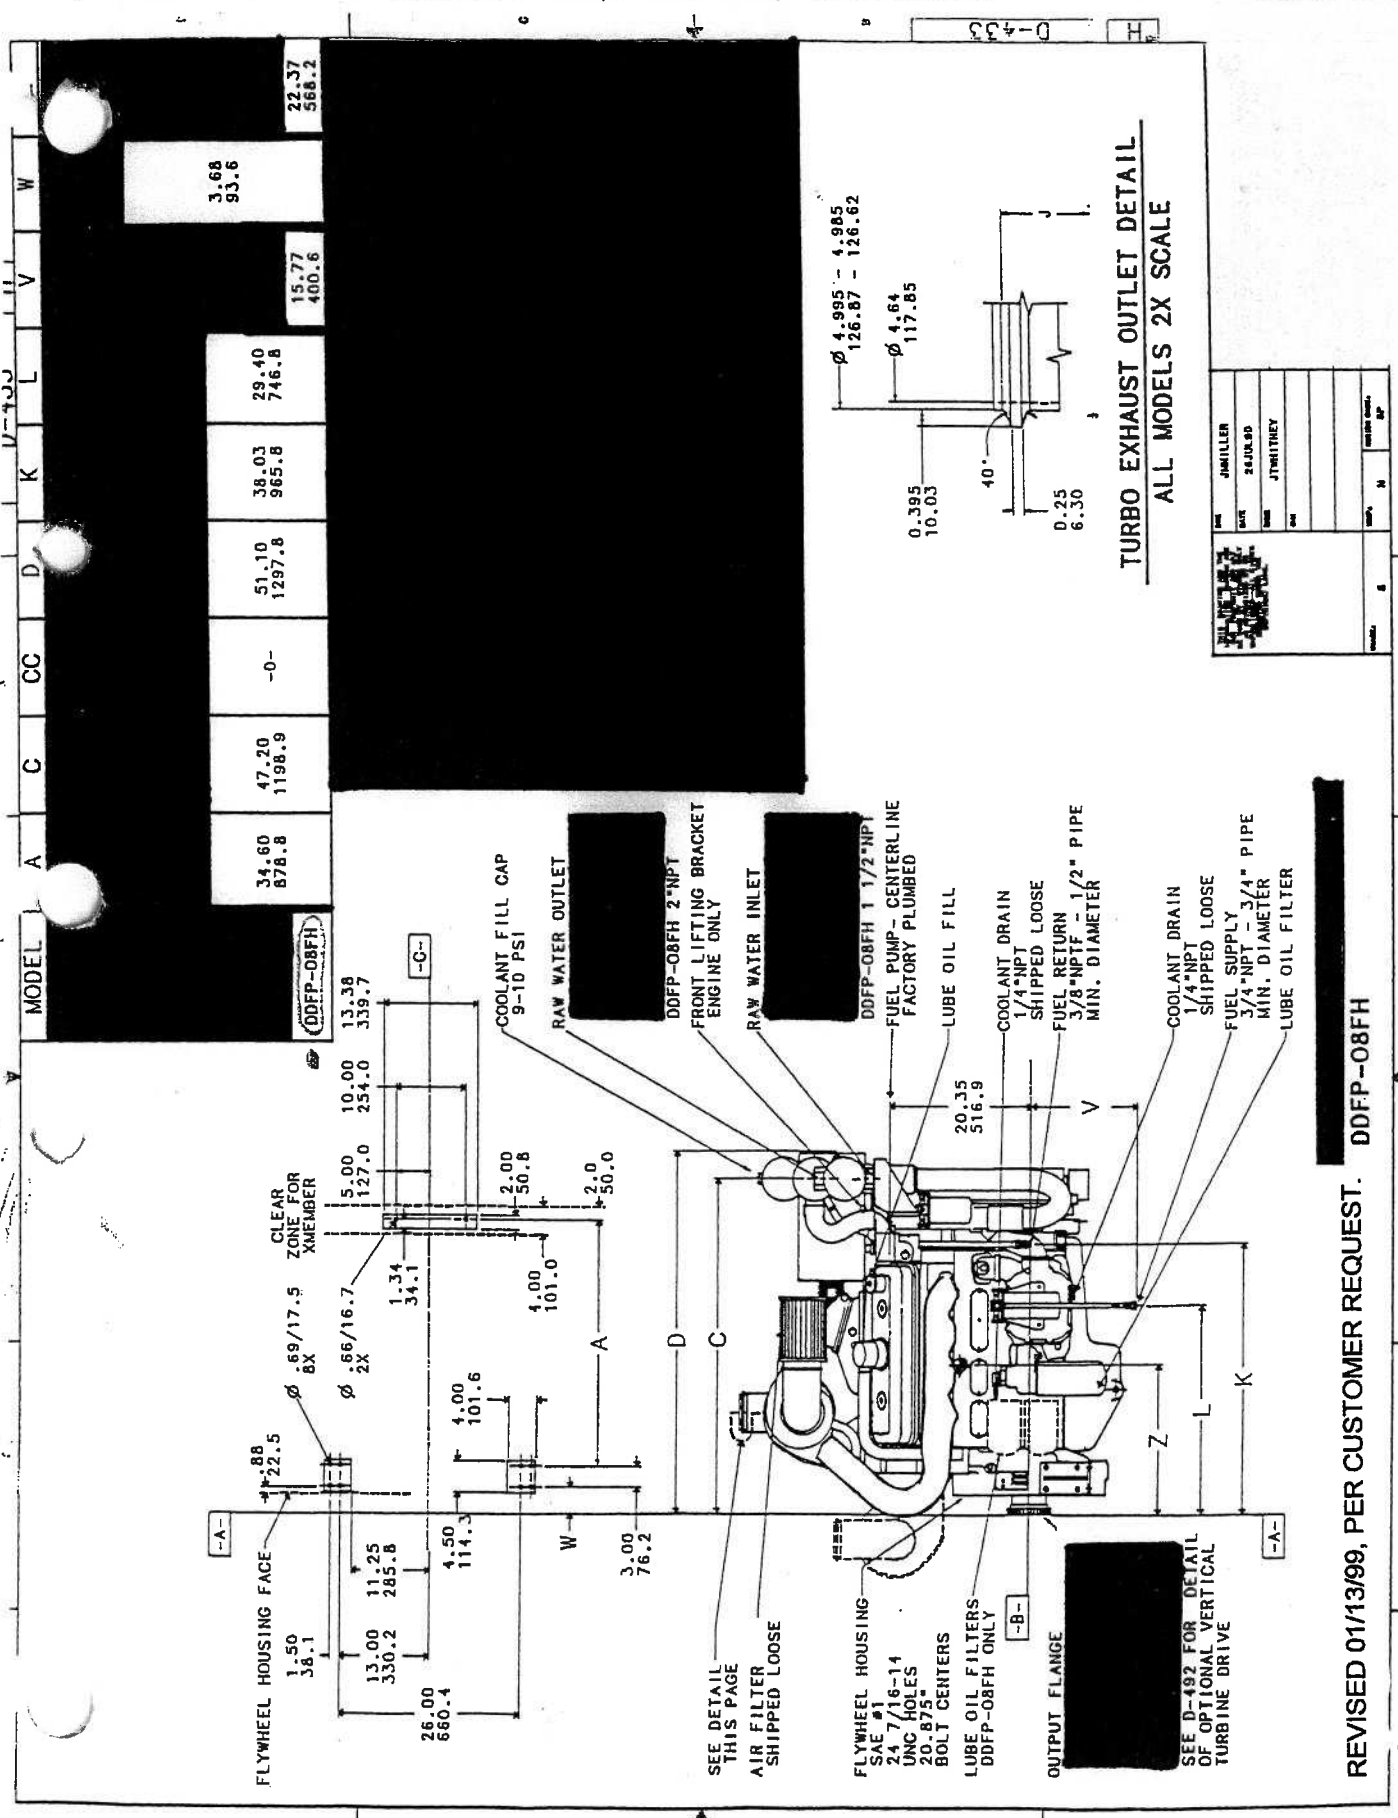 D-433
H
MODEL
A
C
CC
D
K
L
V
W
DDFP-08FH
34.60
878.8
47.20
1198.9
-0-
51.10
1297.8
38.03
965.8
29.40
746.8
15.77
400.6
3.68
93.6
22.37
568.2
-A-
FLYWHEEL HOUSING FACE
.88
22.5
Ø .69/17.5
8X
Ø .66/16.7
2X
CLEAR
ZONE FOR
XMEMBER
5.00
127.0
10.00
254.0
13.38
339.7
-C-
1.50
38.1
13.00
330.2
11.25
285.8
26.00
660.4
4.50
114.3
W
3.00
76.2
4.00
101.6
1.34
34.1
4.00
101.0
A
2.00
50.8
2.0
50.0
D
C
COOLANT FILL CAP
9-10 PSI
RAW WATER OUTLET
DDFP-08FH 2"NPT
FRONT LIFTING BRACKET
ENGINE ONLY
RAW WATER INLET
DDFP-08FH 1 1/2"NPT
FUEL PUMP-CENTERLINE
FACTORY PLUMBED
LUBE OIL FILL
20.35
516.9
V
COOLANT DRAIN
1/4"NPT
SHIPPED LOOSE
FUEL RETURN
3/8"NPTF - 1/2" PIPE
MIN. DIAMETER
COOLANT DRAIN
1/4"NPT
SHIPPED LOOSE
FUEL SUPPLY
3/4"NPT - 3/4" PIPE
MIN. DIAMETER
LUBE OIL FILTER
SEE DETAIL
THIS PAGE
AIR FILTER
SHIPPED LOOSE
FLYWHEEL HOUSING
SAE #1
24 7/16-14
UNC HOLES
20.875"
BOLT CENTERS
LUBE OIL FILTERS
DDFP-08FH ONLY
-B-
OUTPUT FLANGE
SEE D-492 FOR DETAIL
OF OPTIONAL VERTICAL
TURBINE DRIVE
-A-
Z
L
K
Ø 4.995 - 4.985
126.87 - 126.62
Ø 4.64
117.85
J
0.395
10.03
40°
0.25
6.30
TURBO EXHAUST OUTLET DETAIL
ALL MODELS 2X SCALE
JMMILLER
DATE
JTWHITNEY
REVISED 01/13/99, PER CUSTOMER REQUEST.
DDFP-08FH